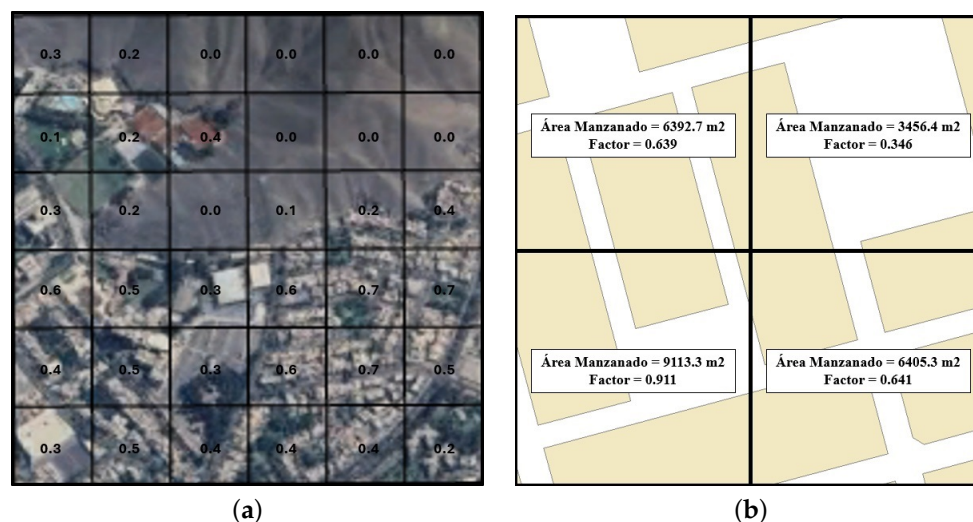 0.3 0.2 0.0 0.0 0.0 0.0
0.1 0.2 0.4 0.0 0.0 0.0
0.3 0.2 0.0 0.1 0.2 0.4
0.6 0.5 0.3 0.6 0.7 0.7
0.4 0.5 0.3 0.6 0.7 0.5
0.3 0.5 0.4 0.4 0.4 0.2
(a)
Área Manzanado = 6392.7 m2
Factor = 0.639
Área Manzanado = 3456.4 m2
Factor = 0.346
Área Manzanado = 9113.3 m2
Factor = 0.911
Área Manzanado = 6405.3 m2
Factor = 0.641
(b)